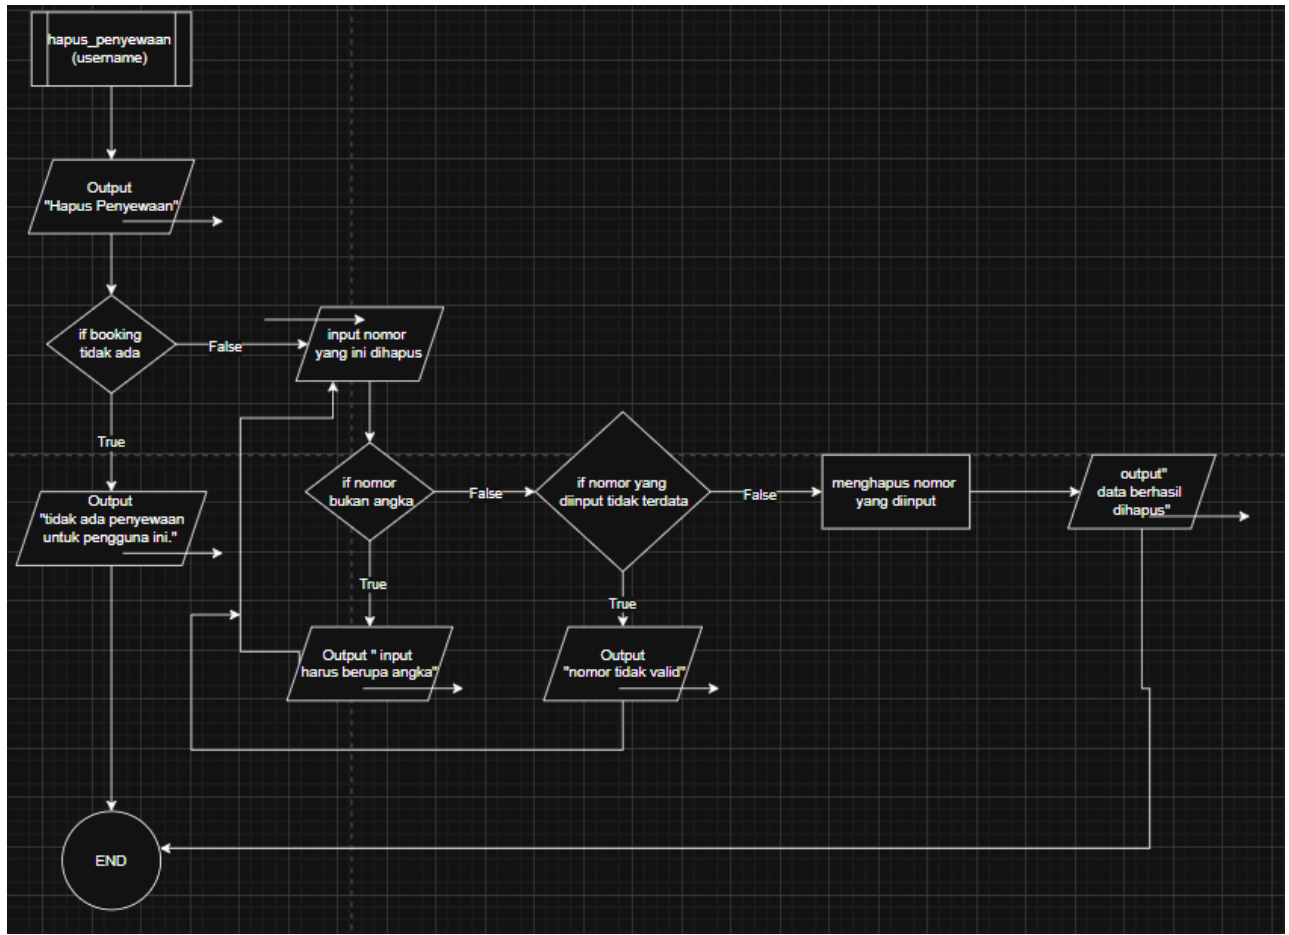 hapus_penyewaan
(username)
Output
"Hapus Penyewaan"
if booking
tidak ada
False
input nomor
yang ini dihapus
True
Output
"tidak ada penyewaan
untuk pengguna ini."
if nomor
bukan angka
False
if nomor yang
diinput tidak terdata
False
menghapus nomor
yang diinput
output"
data berhasil
dihapus"
True
Output " input
harus berupa angka"
True
Output
"nomor tidak valid"
END